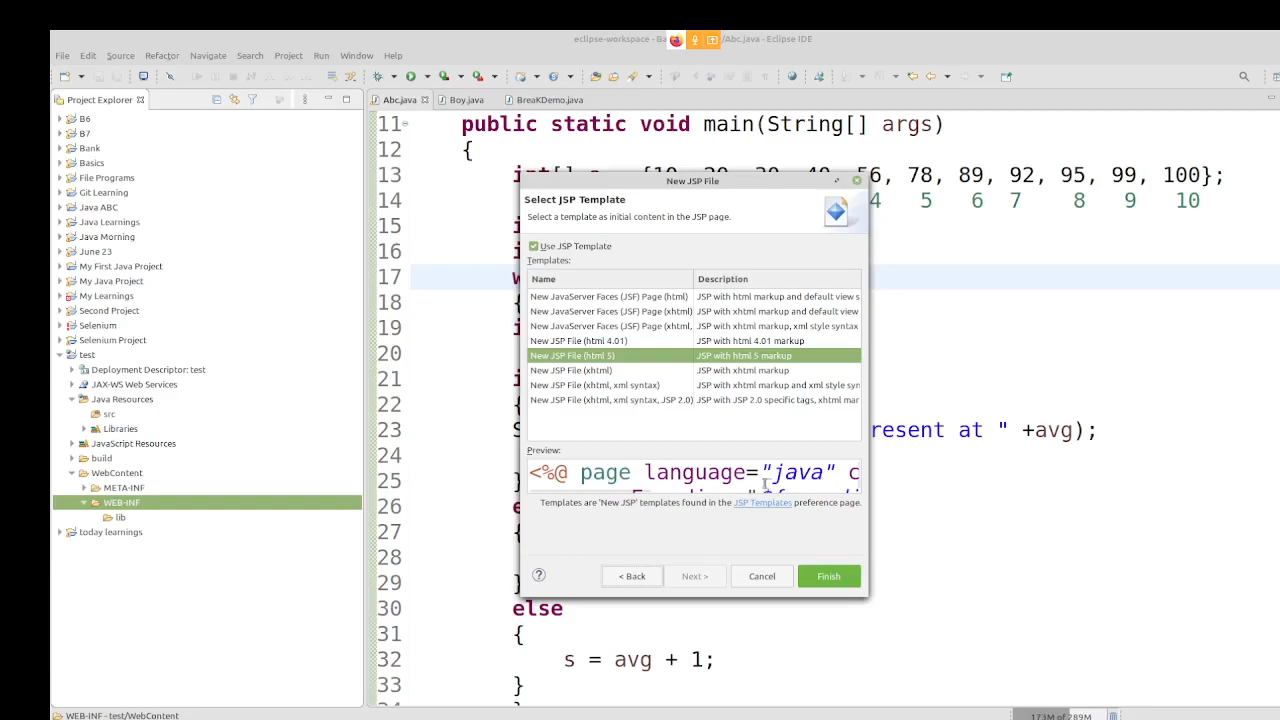 eclipse-workspace - Ba
/Abc.java - Eclipse IDE
File Edit Source Refactor Navigate Search Project Run Window Help
Project Explorer
Abc.java Boy.java BreaKDemo.java
B6
B7
Bank
Basics
File Programs
Git Learning
Java ABC
Java Learnings
Java Morning
June 23
My First Java Project
My Java Project
My Learnings
Second Project
Selenium
Selenium Project
test
Deployment Descriptor: test
JAX-WS Web Services
Java Resources
src
Libraries
JavaScript Resources
build
WebContent
META-INF
WEB-INF
lib
today learnings
11 public static void main(String[] args)
12 {
13 56, 78, 89, 92, 95, 99, 100};
14 4 5 6 7 8 9 10
15
16
17
18
19
20
21
22
23 resent at " +avg);
24
25
26
27
28
29
30 else
31 {
32 s = avg + 1;
33 }
New JSP File
Select JSP Template
Select a template as initial content in the JSP page.
Use JSP Template
Templates:
Name Description
New JavaServer Faces (JSF) Page (html) JSP with html markup and default view s
New JavaServer Faces (JSF) Page (xhtml) JSP with xhtml markup and default view
New JavaServer Faces (JSF) Page (xhtml, JSP with xhtml markup, xml style syntax
New JSP File (html 4.01) JSP with html 4.01 markup
New JSP File (html 5) JSP with html 5 markup
New JSP File (xhtml) JSP with xhtml markup
New JSP File (xhtml, xml syntax) JSP with xhtml markup and xml style syn
New JSP File (xhtml, xml syntax, JSP 2.0) JSP with JSP 2.0 specific tags, xhtml mar
Preview:
<%@ page language="java" c
Templates are 'New JSP' templates found in the JSP Templates preference page.
< Back Next > Cancel Finish
WEB-INF - test/WebContent